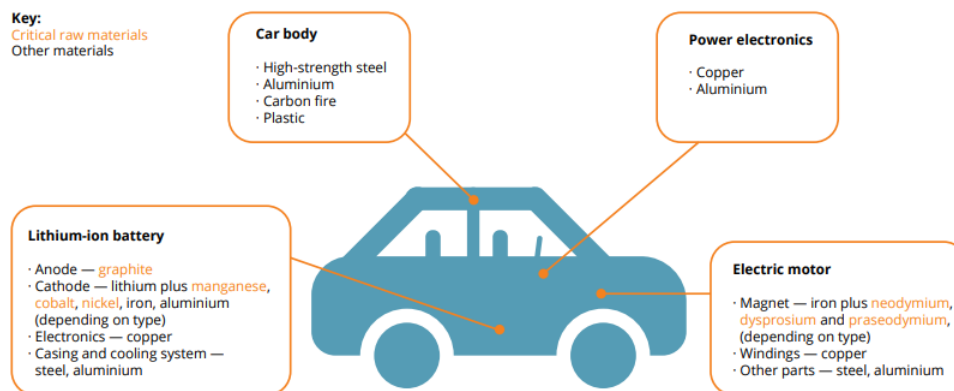 Key:
Critical raw materials
Other materials
Car body
· High-strength steel
· Aluminium
· Carbon fire
· Plastic
Power electronics
· Copper
· Aluminium
Lithium-ion battery
· Anode — graphite
· Cathode — lithium plus manganese,
cobalt, nickel, iron, aluminium
(depending on type)
· Electronics — copper
· Casing and cooling system —
steel, aluminium
Electric motor
· Magnet — iron plus neodymium,
dysprosium and praseodymium,
(depending on type)
· Windings — copper
· Other parts — steel, aluminium